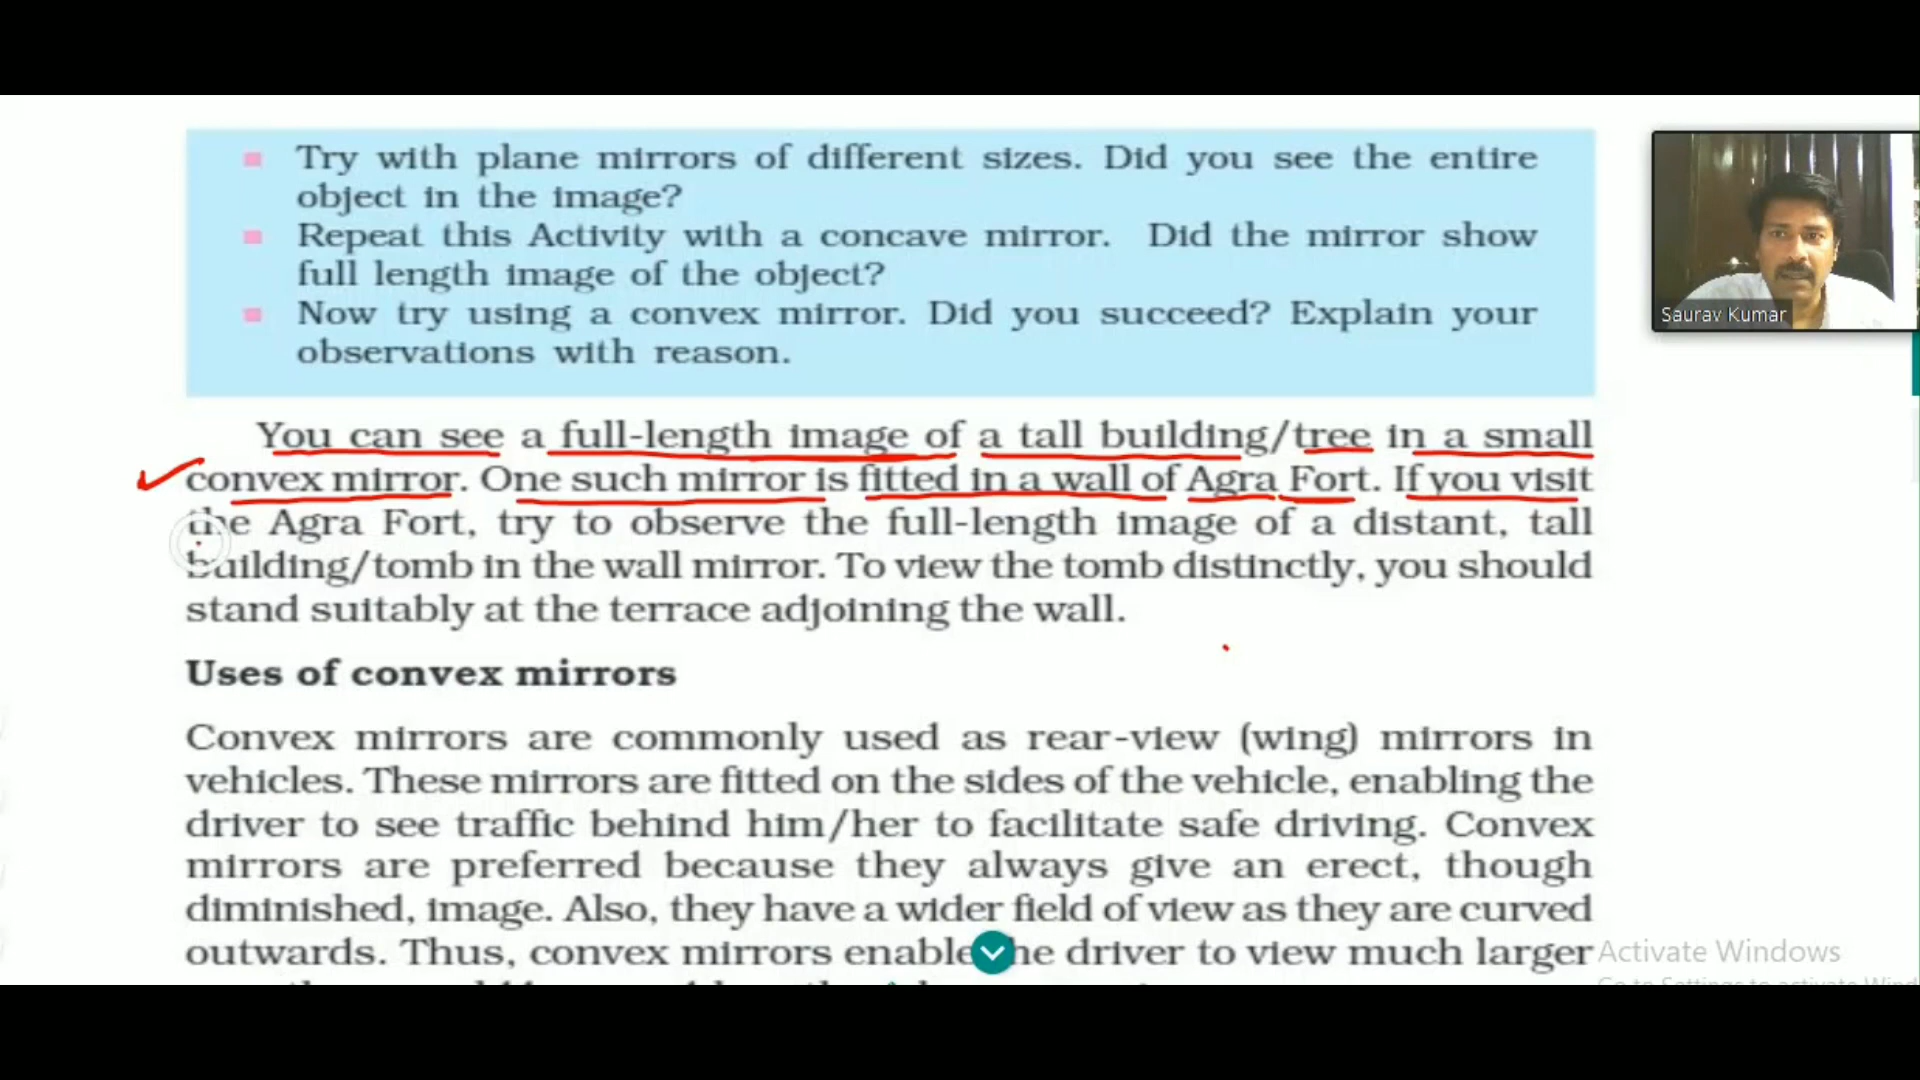 Try with plane mirrors of different sizes. Did you see the entire
object in the image?
Repeat this Activity with a concave mirror. Did the mirror show
full length image of the object?
Now try using a convex mirror. Did you succeed? Explain your
observations with reason.
Saurav Kumar
You can see a full-length image of a tall building/tree in a small
convex mirror. One such mirror is fitted in a wall of Agra Fort. If you visit
the Agra Fort, try to observe the full-length image of a distant, tall
building/tomb in the wall mirror. To view the tomb distinctly, you should
stand suitably at the terrace adjoining the wall.
Uses of convex mirrors
Convex mirrors are commonly used as rear-view (wing) mirrors in
vehicles. These mirrors are fitted on the sides of the vehicle, enabling the
driver to see traffic behind him/her to facilitate safe driving. Convex
mirrors are preferred because they always give an erect, though
diminished, image. Also, they have a wider field of view as they are curved
outwards. Thus, convex mirrors enable he driver to view much larger
Activate Windows